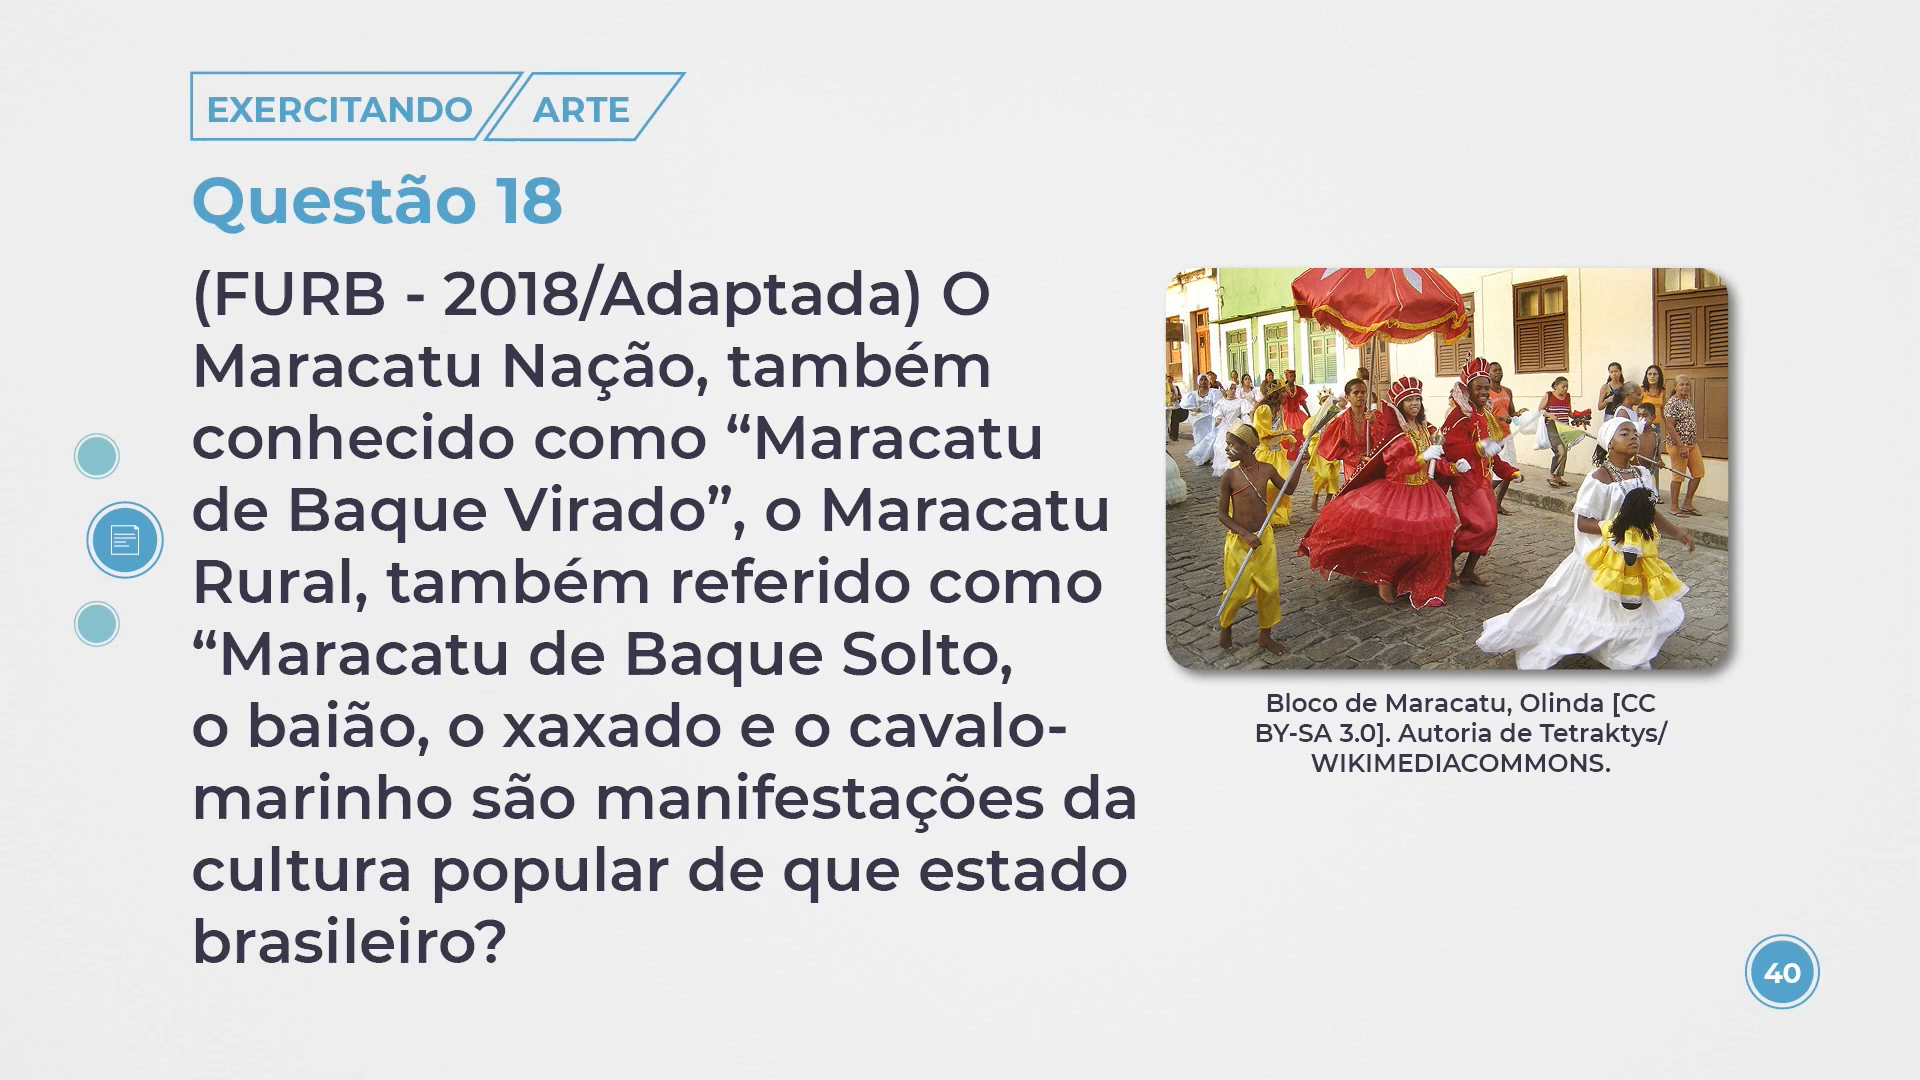 EXERCITANDO ARTE
Questão 18
(FURB - 2018/Adaptada) O
Maracatu Nação, também
conhecido como “Maracatu
de Baque Virado”, o Maracatu
Rural, também referido como
“Maracatu de Baque Solto,
o baião, o xaxado e o cavalo-
marinho são manifestações da
cultura popular de que estado
brasileiro?
Bloco de Maracatu, Olinda [CC
BY-SA 3.0]. Autoria de Tetraktys/
WIKIMEDIACOMMONS.
40